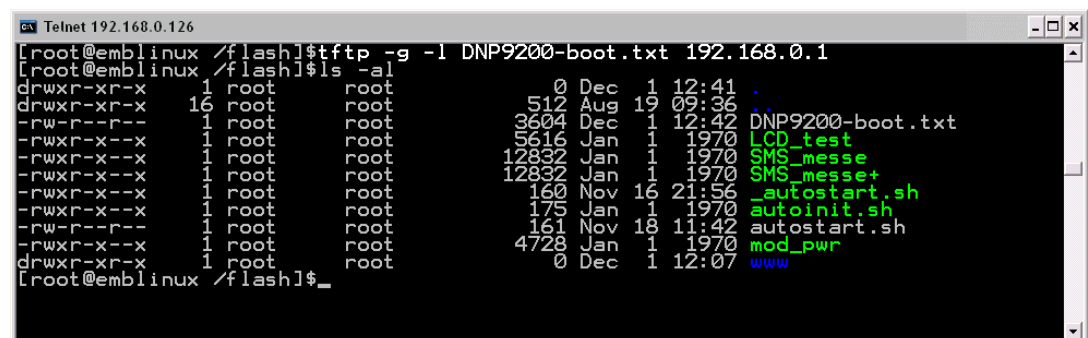 Telnet 192.168.0.126
[root@emblinux /flash]$tftp -g -l DNP9200-boot.txt 192.168.0.1
[root@emblinux /flash]$ls -al
drwxr-xr-x 1 root root 0 Dec 1 12:41 .
drwxr-xr-x 16 root root 512 Aug 19 09:36 ..
-rw-r--r-- 1 root root 3604 Dec 1 12:42 DNP9200-boot.txt
-rwxr-x--x 1 root root 5616 Jan 1 1970 LCD_test
-rwxr-x--x 1 root root 12832 Jan 1 1970 SMS_messe
-rwxr-x--x 1 root root 12832 Jan 1 1970 SMS_messe+
-rwxr-x--x 1 root root 160 Nov 16 21:56 _autostart.sh
-rwxr-x--x 1 root root 175 Jan 1 1970 autoinit.sh
-rw-r--r-- 1 root root 161 Nov 18 11:42 autostart.sh
-rwxr-x--x 1 root root 4728 Jan 1 1970 mod_pwr
drwxr-xr-x 1 root root 0 Dec 1 12:07 www
[root@emblinux /flash]$_